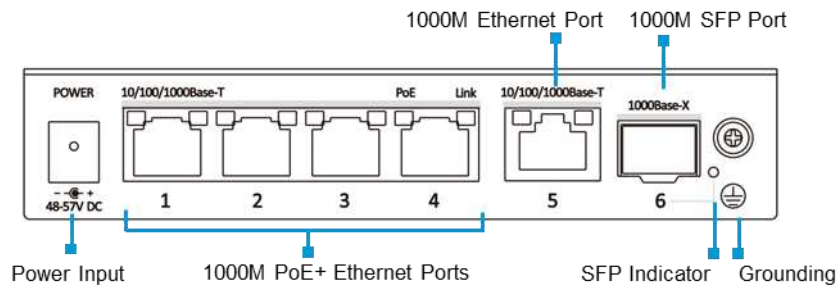 1000M Ethernet Port 1000M SFP Port
POWER 10/100/1000Base-T PoE Link 10/100/1000Base-T 1000Base-X
- +
48-57V DC 1 2 3 4 5 6
Power Input 1000M PoE+ Ethernet Ports SFP Indicator Grounding